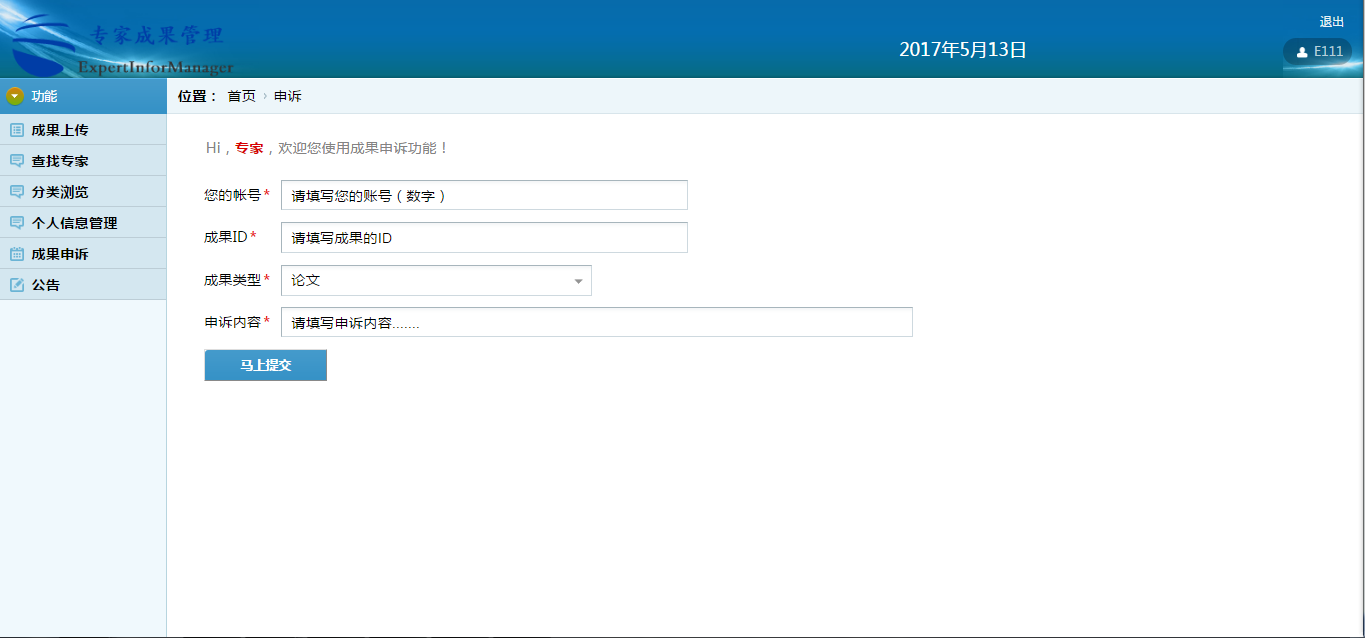 专家成果管理
ExpertInforManager
2017年5月13日
退出
E111
功能
成果上传
查找专家
分类浏览
个人信息管理
成果申诉
公告
位置： 首页 › 申诉
Hi，专家，欢迎您使用成果申诉功能！
您的帐号* 请填写您的账号（数字）
成果ID* 请填写成果的ID
成果类型* 论文
申诉内容* 请填写申诉内容.......
马上提交